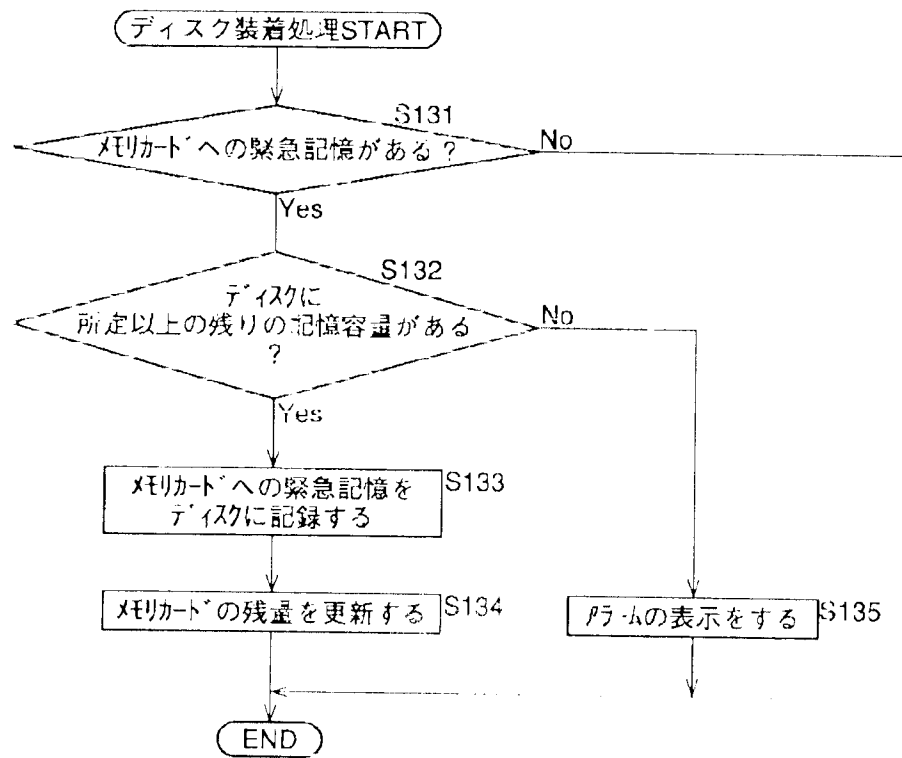 ディスク装着処理START
S131
メモリカードへの緊急記憶がある?
No
Yes
S132
ディスクに
所定以上の残りの記憶容量がある
?
No
Yes
メモリカードへの緊急記憶を
ディスクに記録する
S133
メモリカードの残量を更新する
S134
アラームの表示をする
S135
END